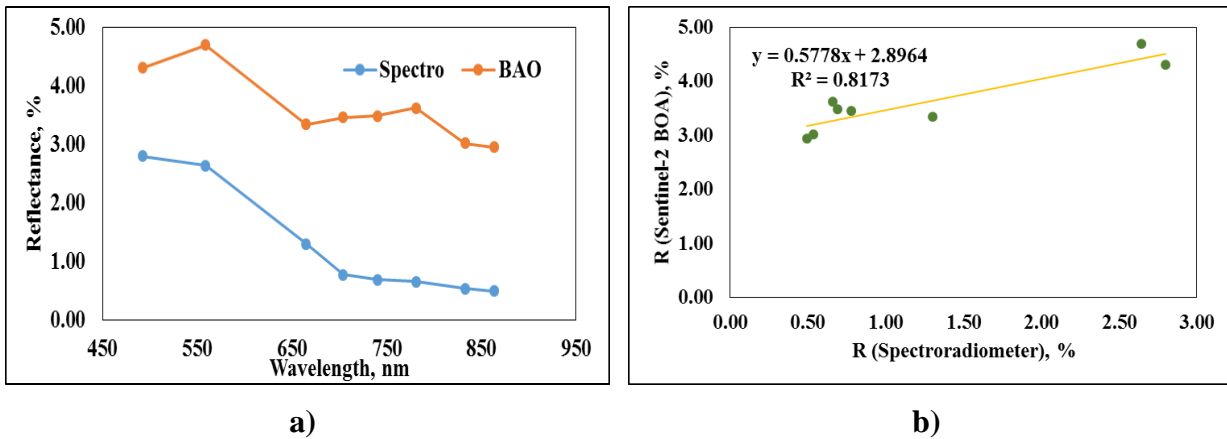 5.00
4.00
3.00
2.00
1.00
0.00
Reflectance, %
Spectro BAO
450 550 650 750 850 950
Wavelength, nm
a)
5.00
4.00
3.00
2.00
1.00
0.00
R (Sentinel-2 BOA), %
y = 0.5778x + 2.8964
R² = 0.8173
0.00 0.50 1.00 1.50 2.00 2.50 3.00
R (Spectroradiometer), %
b)